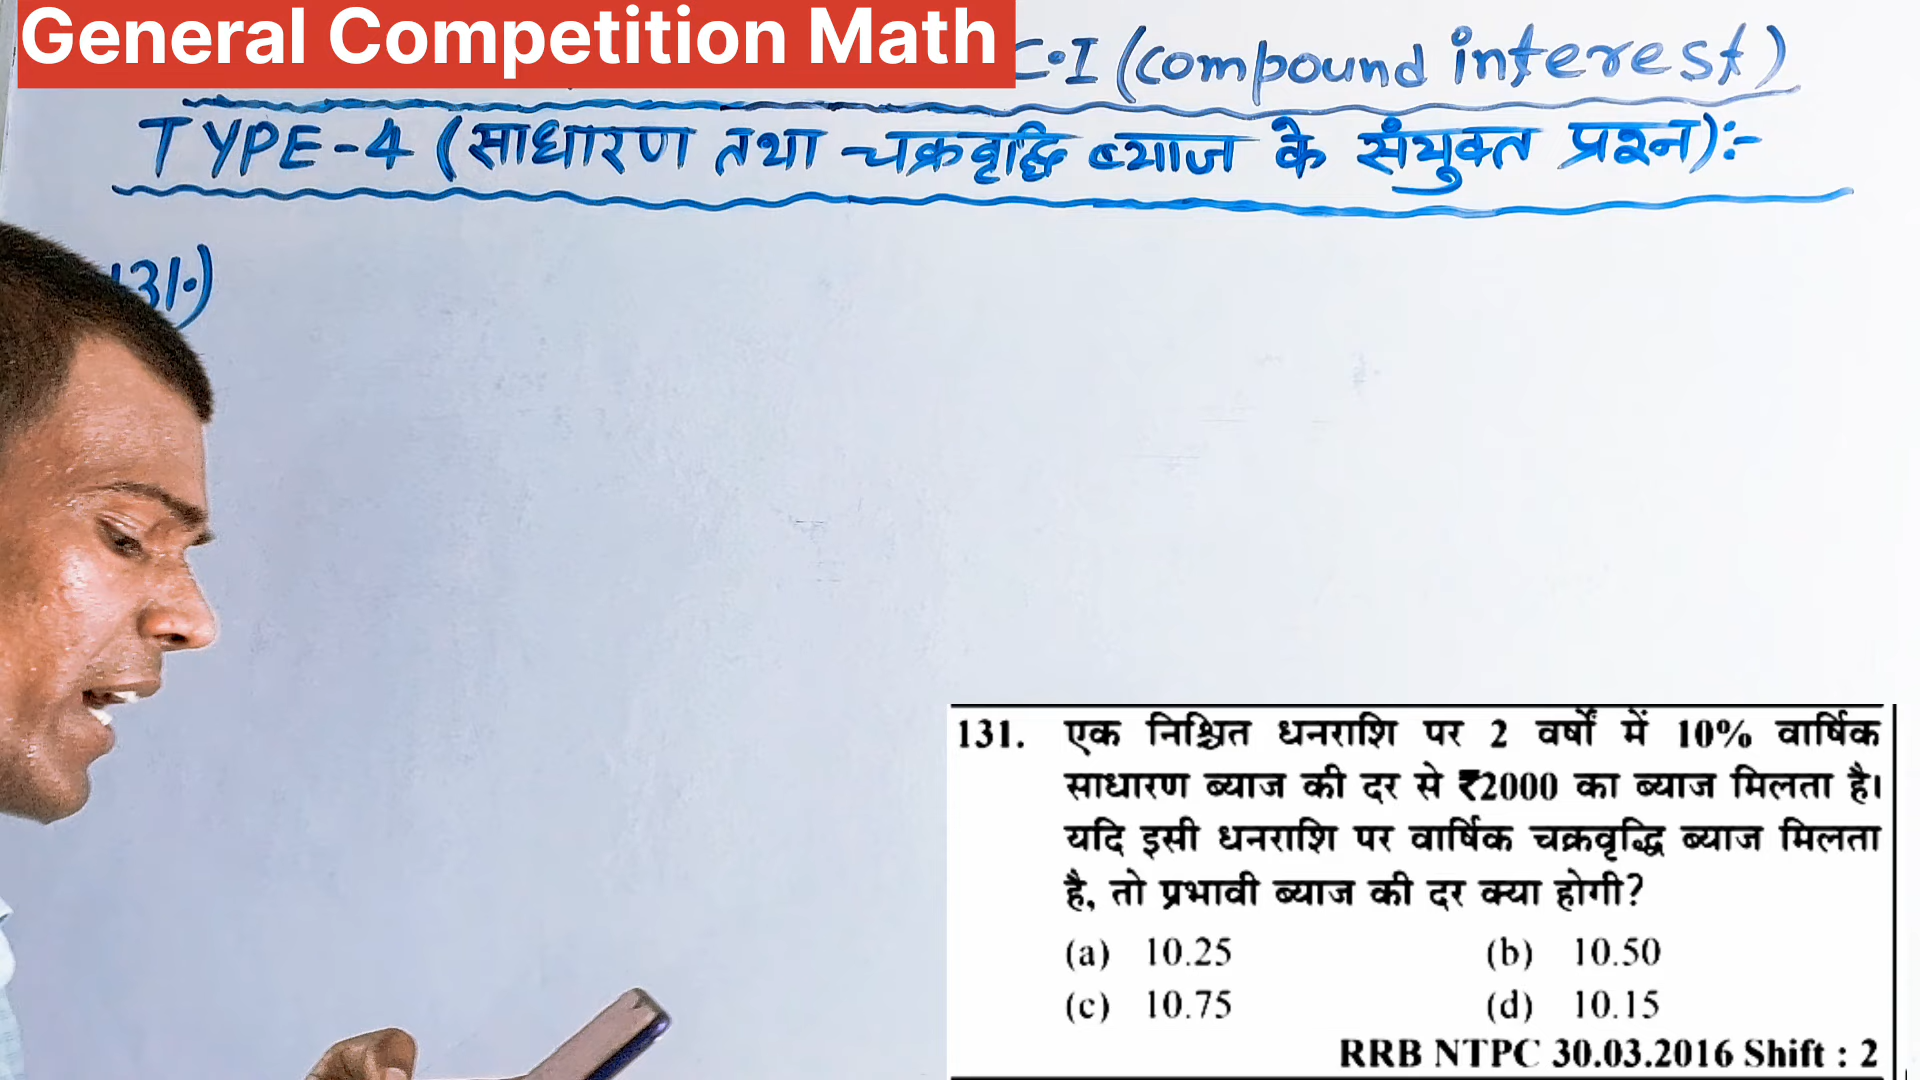 General Competition Math
C.I (compound interest)
TYPE-4 (साधारण तथा चक्रवृद्धि ब्याज के संयुक्त प्रश्न):-
131.)
131. एक निश्चित धनराशि पर 2 वर्षों में 10% वार्षिक
साधारण ब्याज की दर से ₹2000 का ब्याज मिलता है।
यदि इसी धनराशि पर वार्षिक चक्रवृद्धि ब्याज मिलता
है, तो प्रभावी ब्याज की दर क्या होगी?
(a) 10.25 (b) 10.50
(c) 10.75 (d) 10.15
RRB NTPC 30.03.2016 Shift : 2